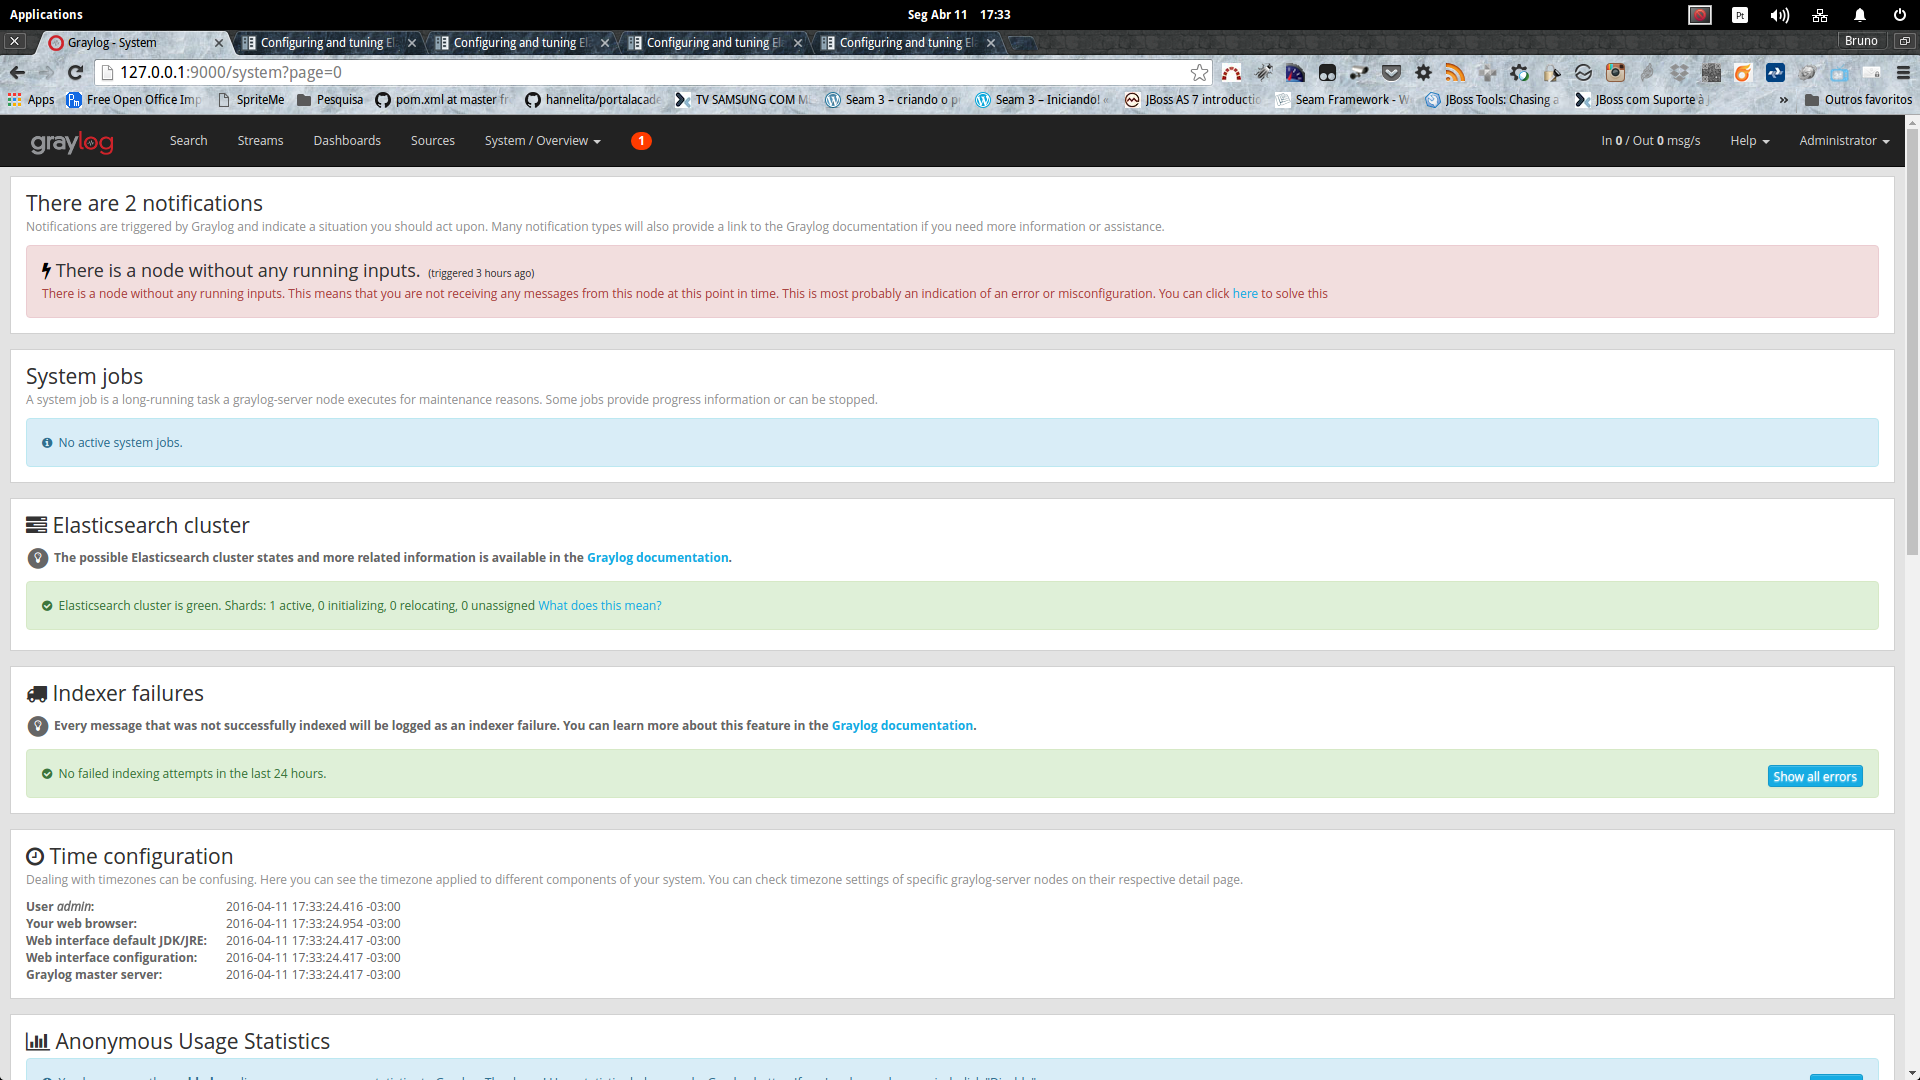 Applications
Seg Abr 11 17:33
Pt
Graylog - System
Configuring and tuning El
Configuring and tuning El
Configuring and tuning El
Configuring and tuning El
Bruno
127.0.0.1:9000/system?page=0
Apps
Free Open Office Imp
SpriteMe
Pesquisa
pom.xml at master
hannelita/portalacade
TV SAMSUNG COM M
Seam 3 – criando o p
Seam 3 – Iniciando! «
JBoss AS 7 introductio
Seam Framework - W
JBoss Tools: Chasing a
JBoss com Suporte à
»
Outros favoritos
graylog
Search
Streams
Dashboards
Sources
System / Overview
1
In 0 / Out 0 msg/s
Help
Administrator
There are 2 notifications
Notifications are triggered by Graylog and indicate a situation you should act upon. Many notification types will also provide a link to the Graylog documentation if you need more information or assistance.
There is a node without any running inputs. (triggered 3 hours ago)
There is a node without any running inputs. This means that you are not receiving any messages from this node at this point in time. This is most probably an indication of an error or misconfiguration. You can click here to solve this
System jobs
A system job is a long-running task a graylog-server node executes for maintenance reasons. Some jobs provide progress information or can be stopped.
No active system jobs.
Elasticsearch cluster
The possible Elasticsearch cluster states and more related information is available in the Graylog documentation.
Elasticsearch cluster is green. Shards: 1 active, 0 initializing, 0 relocating, 0 unassigned What does this mean?
Indexer failures
Every message that was not successfully indexed will be logged as an indexer failure. You can learn more about this feature in the Graylog documentation.
No failed indexing attempts in the last 24 hours.
Show all errors
Time configuration
Dealing with timezones can be confusing. Here you can see the timezone applied to different components of your system. You can check timezone settings of specific graylog-server nodes on their respective detail page.
User admin: 2016-04-11 17:33:24.416 -03:00
Your web browser: 2016-04-11 17:33:24.954 -03:00
Web interface default JDK/JRE: 2016-04-11 17:33:24.417 -03:00
Web interface configuration: 2016-04-11 17:33:24.417 -03:00
Graylog master server: 2016-04-11 17:33:24.417 -03:00
Anonymous Usage Statistics